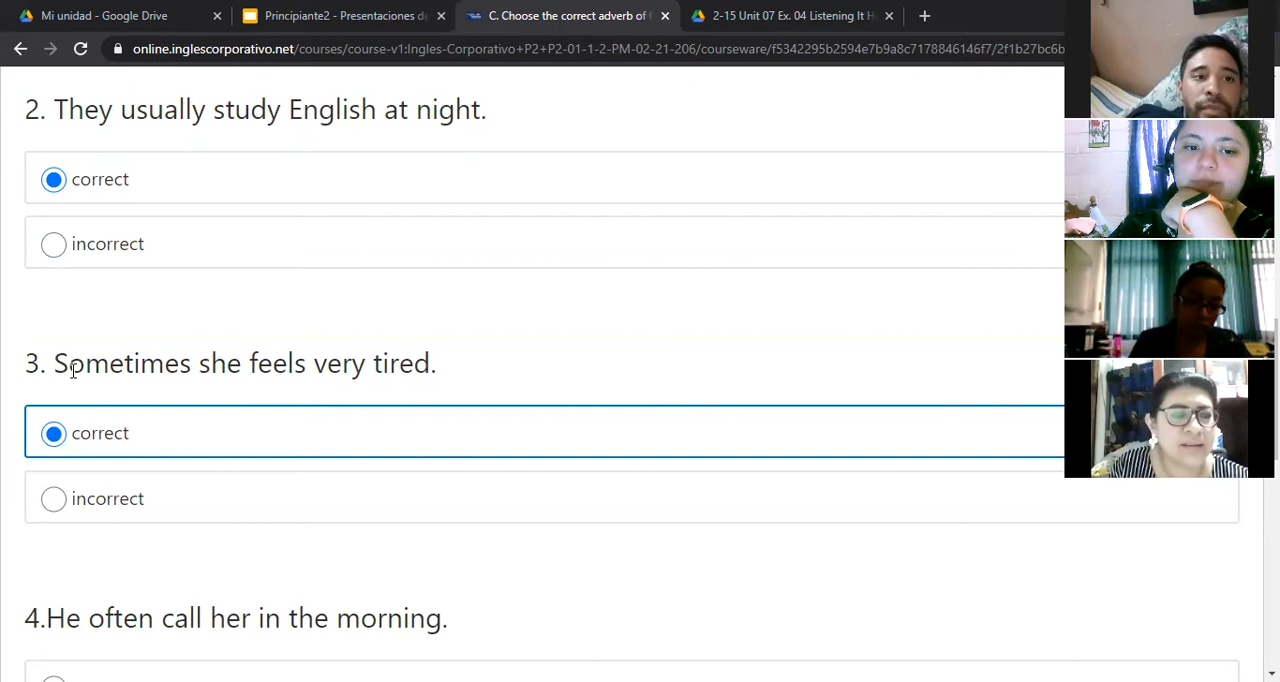 Mi unidad - Google Drive
Principiante2 - Presentaciones d
C. Choose the correct adverb of
2-15 Unit 07 Ex. 04 Listening It H
online.inglescorporativo.net/courses/course-v1:Ingles-Corporativo+P2+P2-01-1-2-PM-02-21-206/courseware/f5342295b2594e7b9a8c7178846146f7/2f1b27bc6b
2. They usually study English at night.
correct
incorrect
3. Sometimes she feels very tired.
correct
incorrect
4.He often call her in the morning.